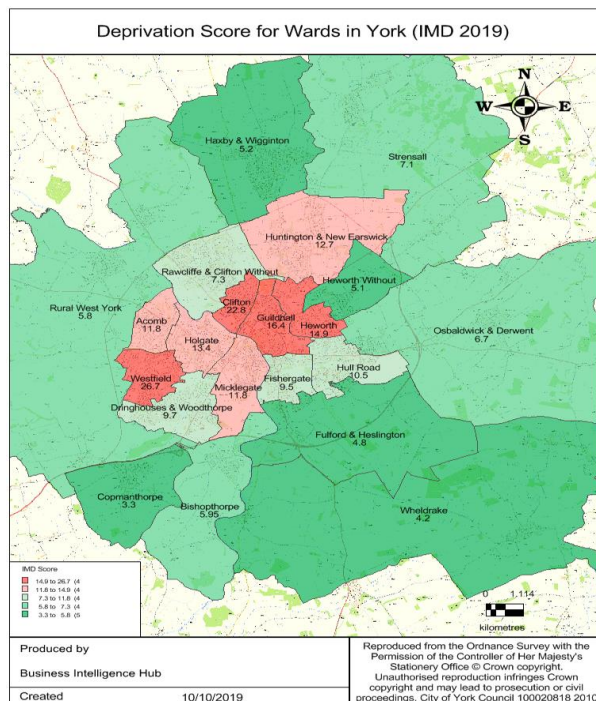 Deprivation Score for Wards in York (IMD 2019)
N
W E
S
Haxby & Wigginton
5.2
Strensall
7.1
Huntington & New Earswick
12.7
Rawcliffe & Clifton Without
7.3
Heworth Without
5.1
Rural West York
5.8
Clifton
22.8
Guildhall
16.4
Heworth
14.9
Acomb
11.8
Holgate
13.4
Osbaldwick & Derwent
6.7
Westfield
26.7
Micklegate
11.8
Fishergate
9.5
Hull Road
10.5
Dringhouses & Woodthorpe
9.7
Fulford & Heslington
4.8
Copmanthorpe
3.3
Bishopthorpe
5.95
Wheldrake
4.2
IMD Score
14.9 to 26.7 (4
11.8 to 14.9 (4
7.3 to 11.8 (4
5.8 to 7.3 (4
3.3 to 5.8 (5
0 1.114
kilometres
Produced by
Business Intelligence Hub
Created 10/10/2019
Reproduced from the Ordnance Survey with the
Permission of the Controller of Her Majesty's
Stationery Office © Crown copyright.
Unauthorised reproduction infringes Crown
copyright and may lead to prosecution or civil
proceedings. City of York Council 100020818 2010